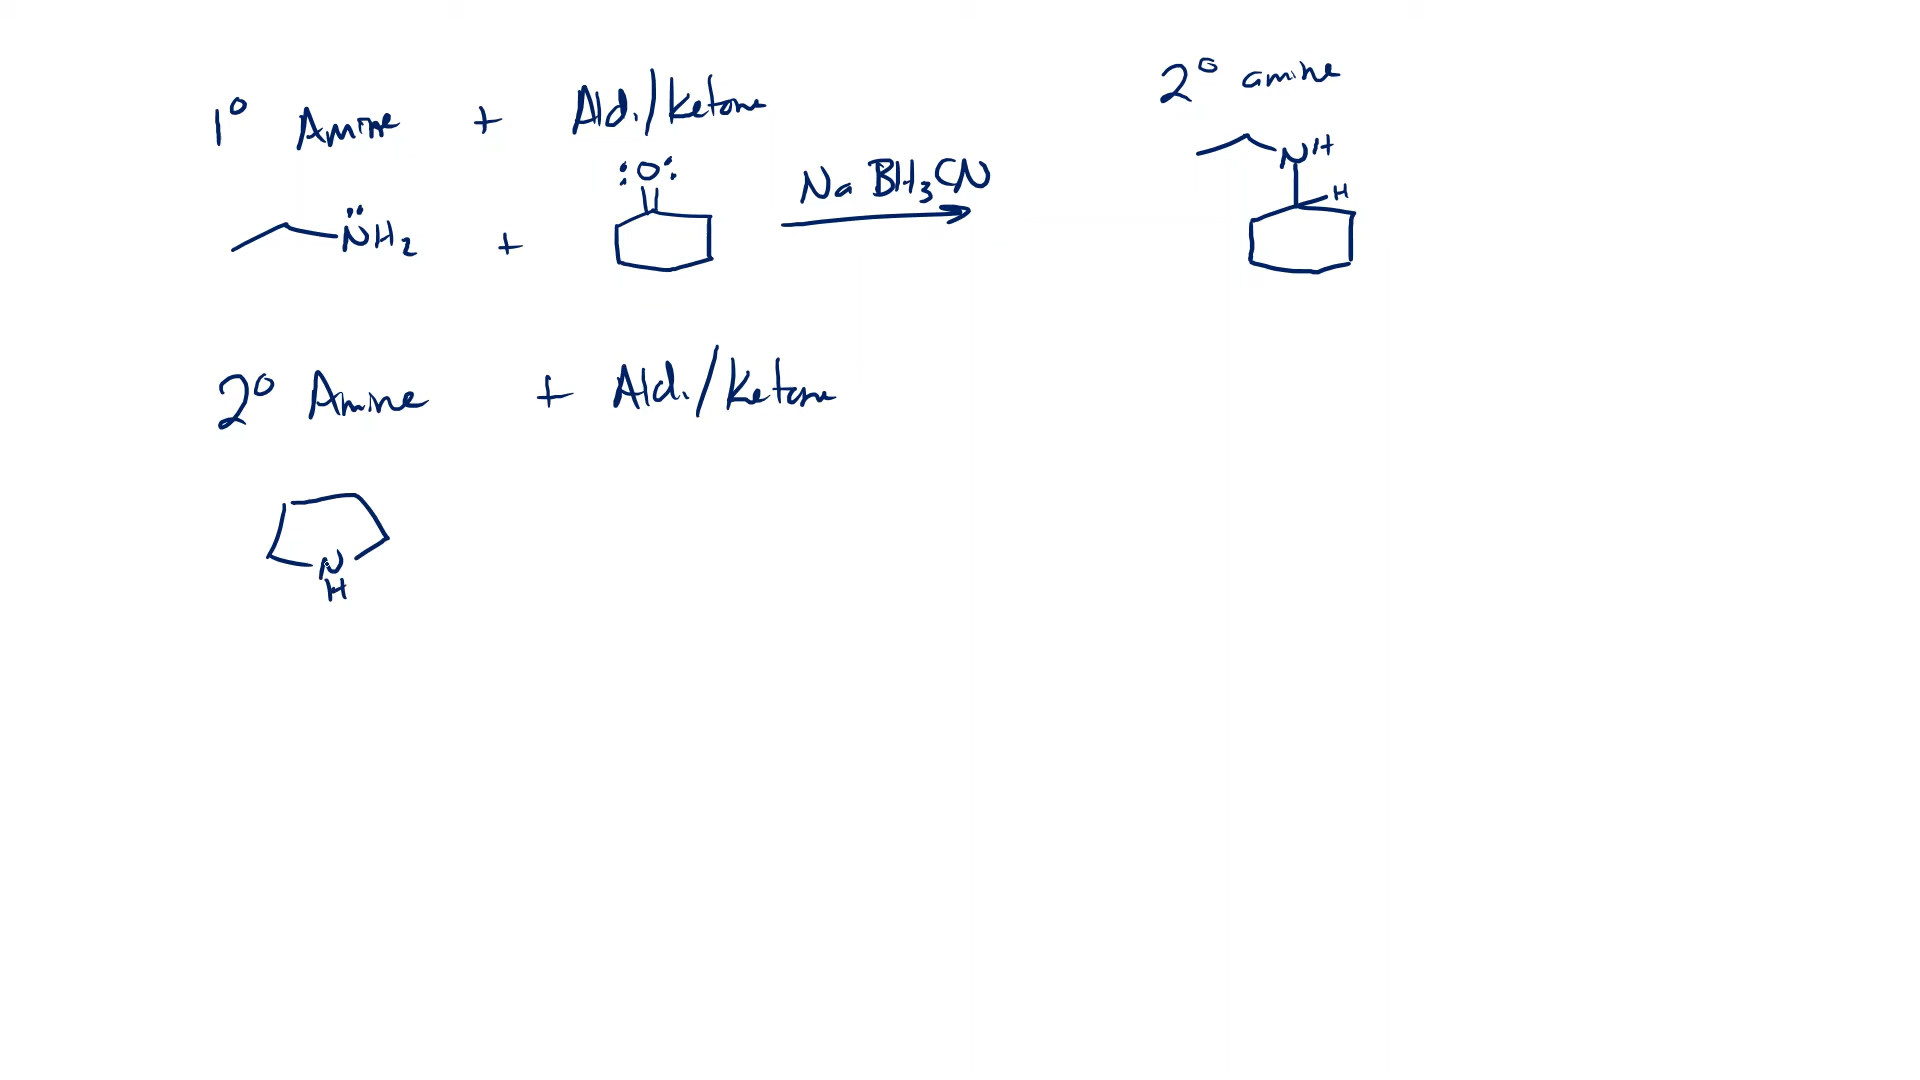 1° Amine + Ald./Ketone
NH2 + :O: NaBH3CN
2° amine
NH
H
2° Amine + Ald./Ketone
N
H